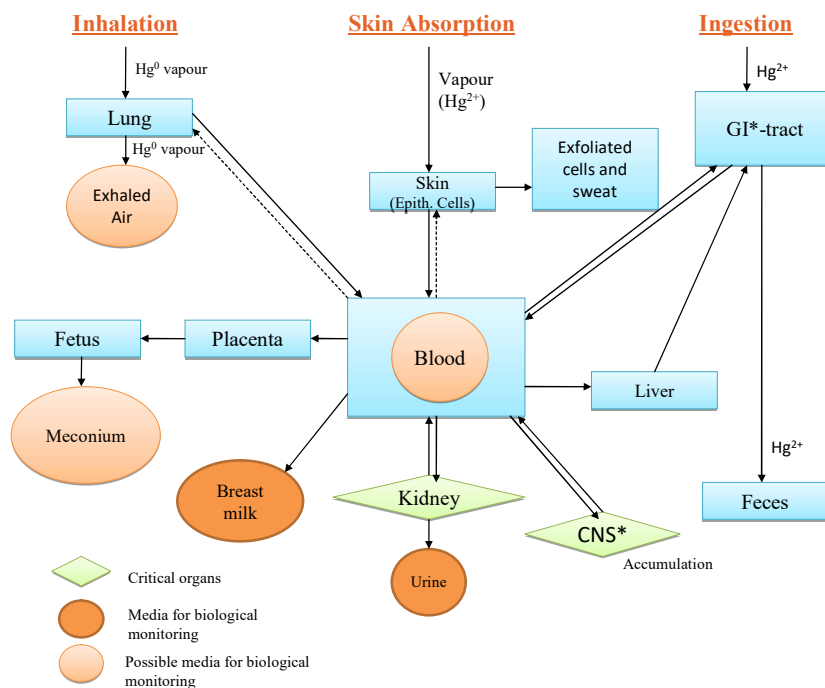 Inhalation
Skin Absorption
Ingestion
Hg⁰ vapour
Vapour
(Hg²⁺)
Hg²⁺
Lung
GI*-tract
Hg⁰ vapour
Exhaled
Air
Skin
(Epith. Cells)
Exfoliated
cells and
sweat
Fetus
Placenta
Blood
Liver
Meconium
Hg²⁺
Breast
milk
Kidney
Feces
CNS*
Accumulation
Urine
Critical organs
Media for biological
monitoring
Possible media for biological
monitoring